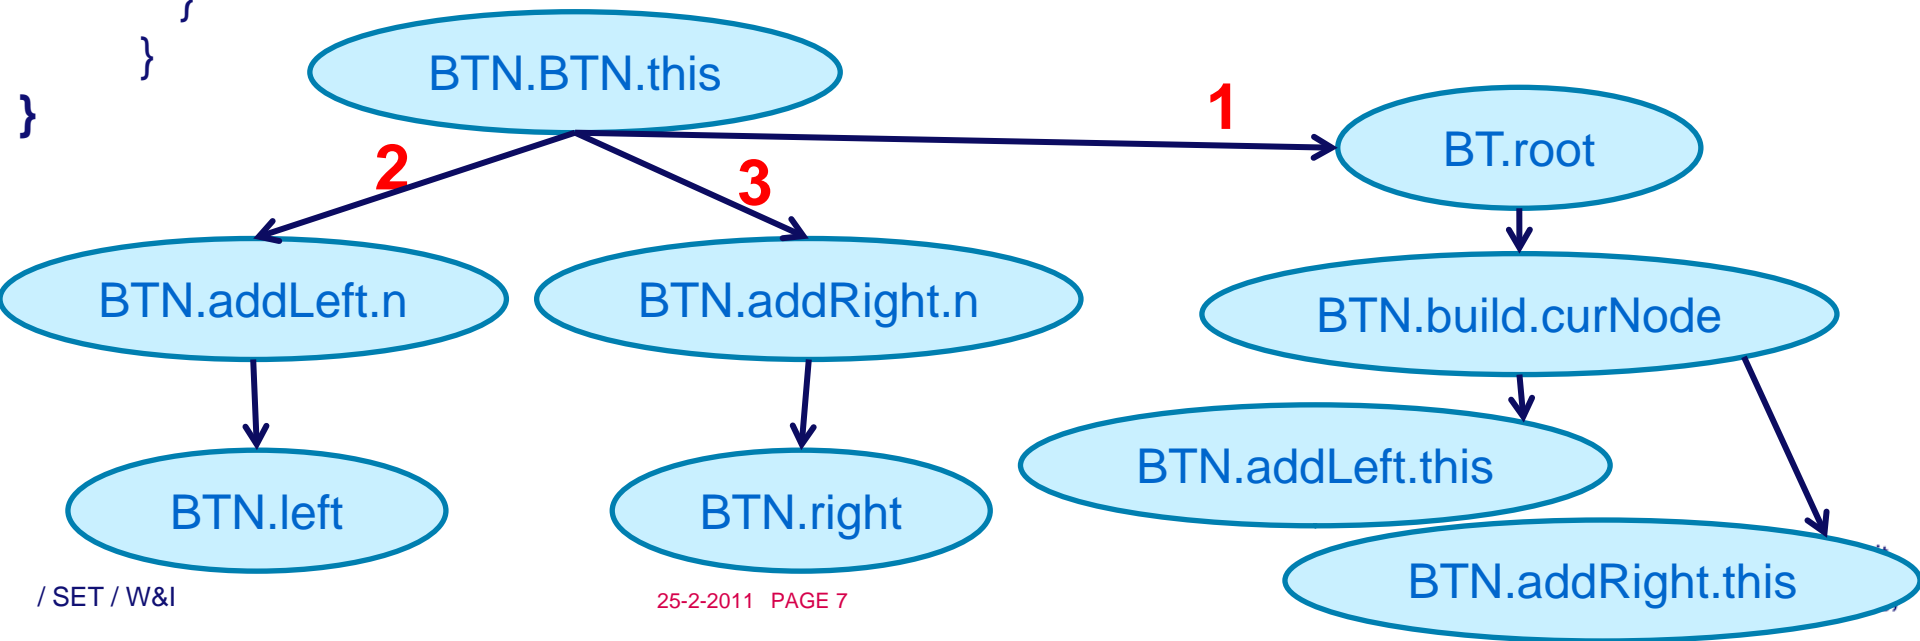 }
}
BTN.BTN.this
1
BT.root
2
3
BTN.addLeft.n
BTN.addRight.n
BTN.build.curNode
BTN.addLeft.this
BTN.left
BTN.right
BTN.addRight.this
/ SET / W&I
25-2-2011 PAGE 7